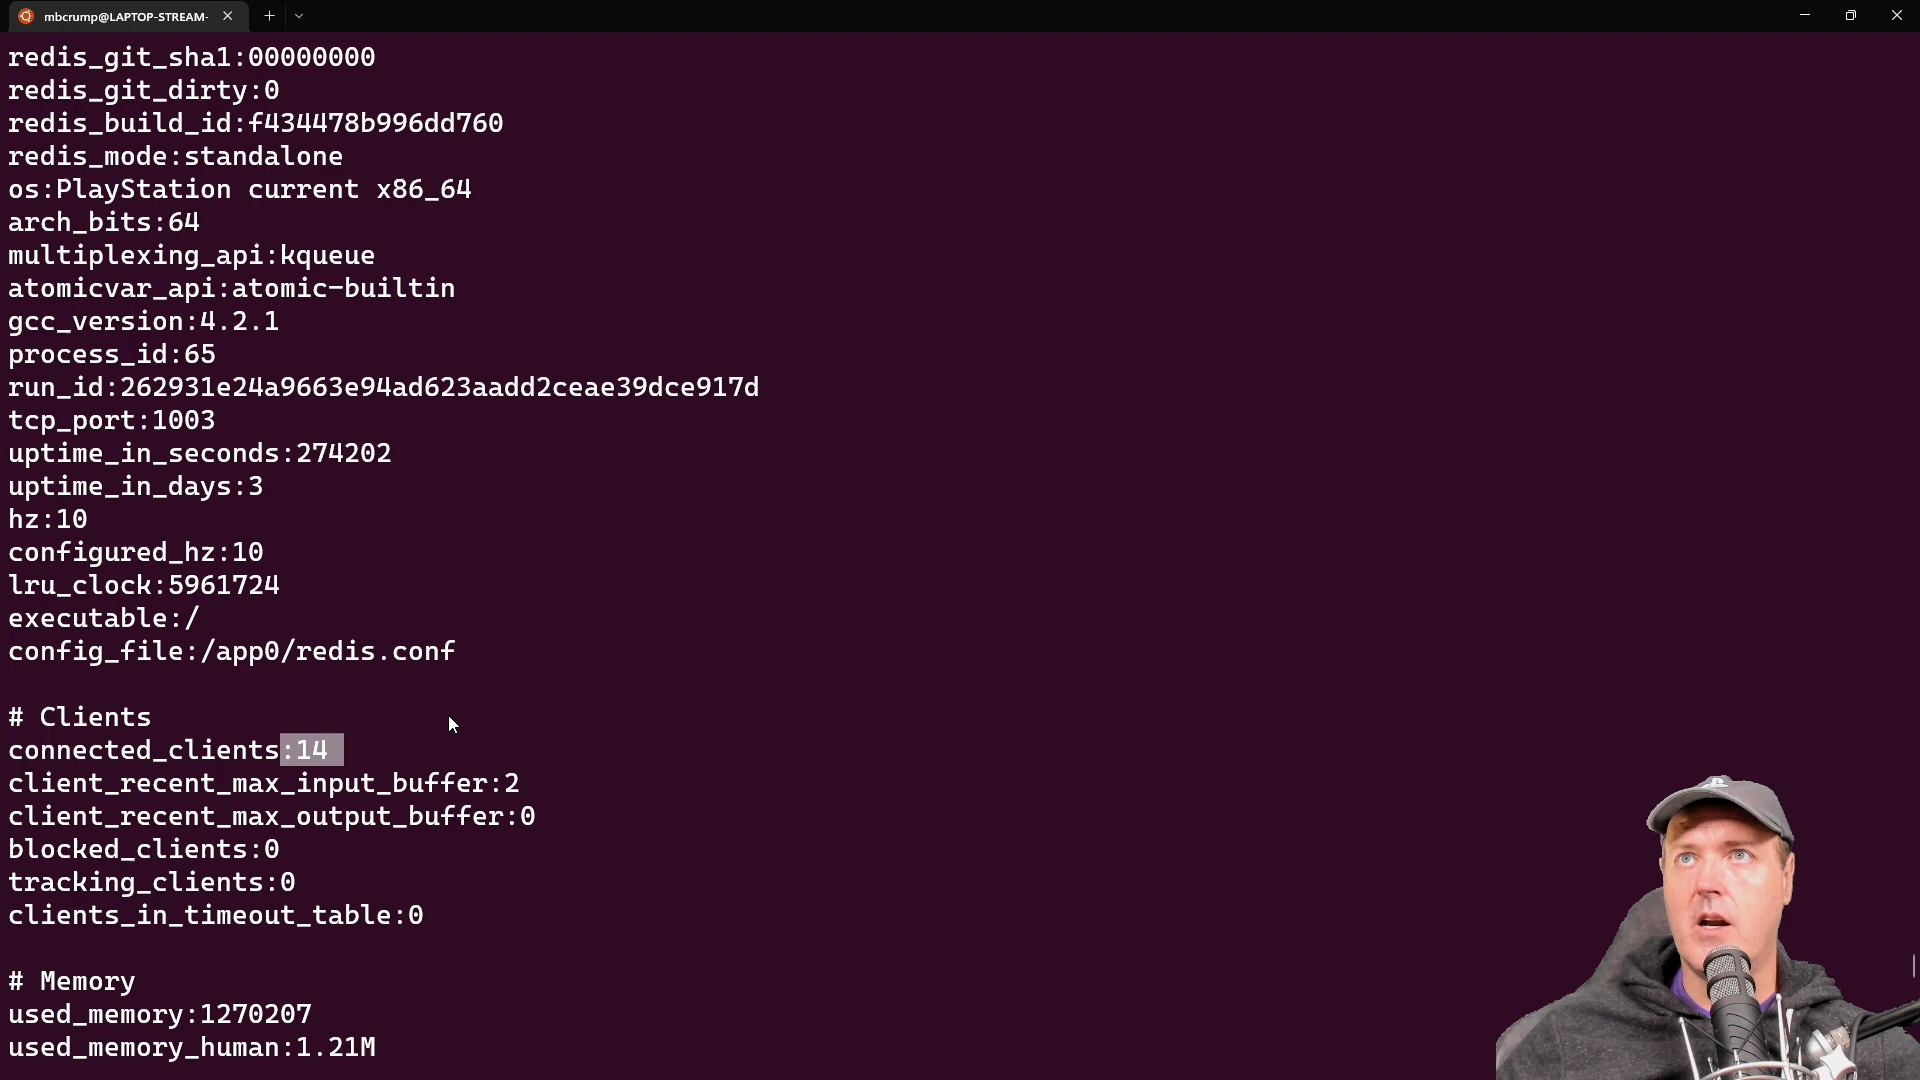 mbcrump@LAPTOP-STREAM-
redis_git_sha1:00000000
redis_git_dirty:0
redis_build_id:f434478b996dd760
redis_mode:standalone
os:PlayStation current x86_64
arch_bits:64
multiplexing_api:kqueue
atomicvar_api:atomic-builtin
gcc_version:4.2.1
process_id:65
run_id:262931e24a9663e94ad623aadd2ceae39dce917d
tcp_port:1003
uptime_in_seconds:274202
uptime_in_days:3
hz:10
configured_hz:10
lru_clock:5961724
executable:/
config_file:/app0/redis.conf
# Clients
connected_clients:14
client_recent_max_input_buffer:2
client_recent_max_output_buffer:0
blocked_clients:0
tracking_clients:0
clients_in_timeout_table:0
# Memory
used_memory:1270207
used_memory_human:1.21M